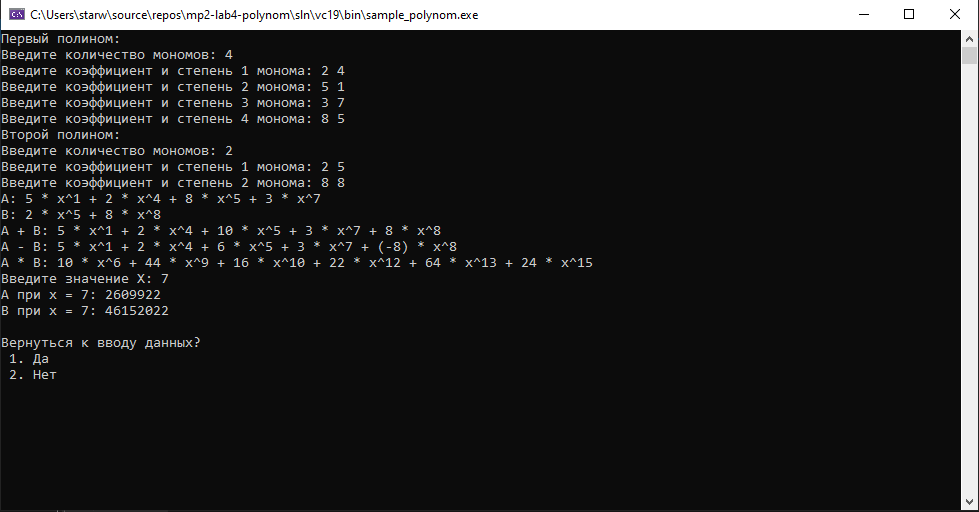 C:\Users\starw\source\repos\mp2-lab4-polynom\sln\vc19\bin\sample_polynom.exe
Первый полином:
Введите количество мономов: 4
Введите коэффициент и степень 1 монома: 2 4
Введите коэффициент и степень 2 монома: 5 1
Введите коэффициент и степень 3 монома: 3 7
Введите коэффициент и степень 4 монома: 8 5
Второй полином:
Введите количество мономов: 2
Введите коэффициент и степень 1 монома: 2 5
Введите коэффициент и степень 2 монома: 8 8
A: 5 * x^1 + 2 * x^4 + 8 * x^5 + 3 * x^7
B: 2 * x^5 + 8 * x^8
A + B: 5 * x^1 + 2 * x^4 + 10 * x^5 + 3 * x^7 + 8 * x^8
A - B: 5 * x^1 + 2 * x^4 + 6 * x^5 + 3 * x^7 + (-8) * x^8
A * B: 10 * x^6 + 44 * x^9 + 16 * x^10 + 22 * x^12 + 64 * x^13 + 24 * x^15
Введите значение X: 7
A при x = 7: 2609922
B при x = 7: 46152022
Вернуться к вводу данных?
1. Да
2. Нет